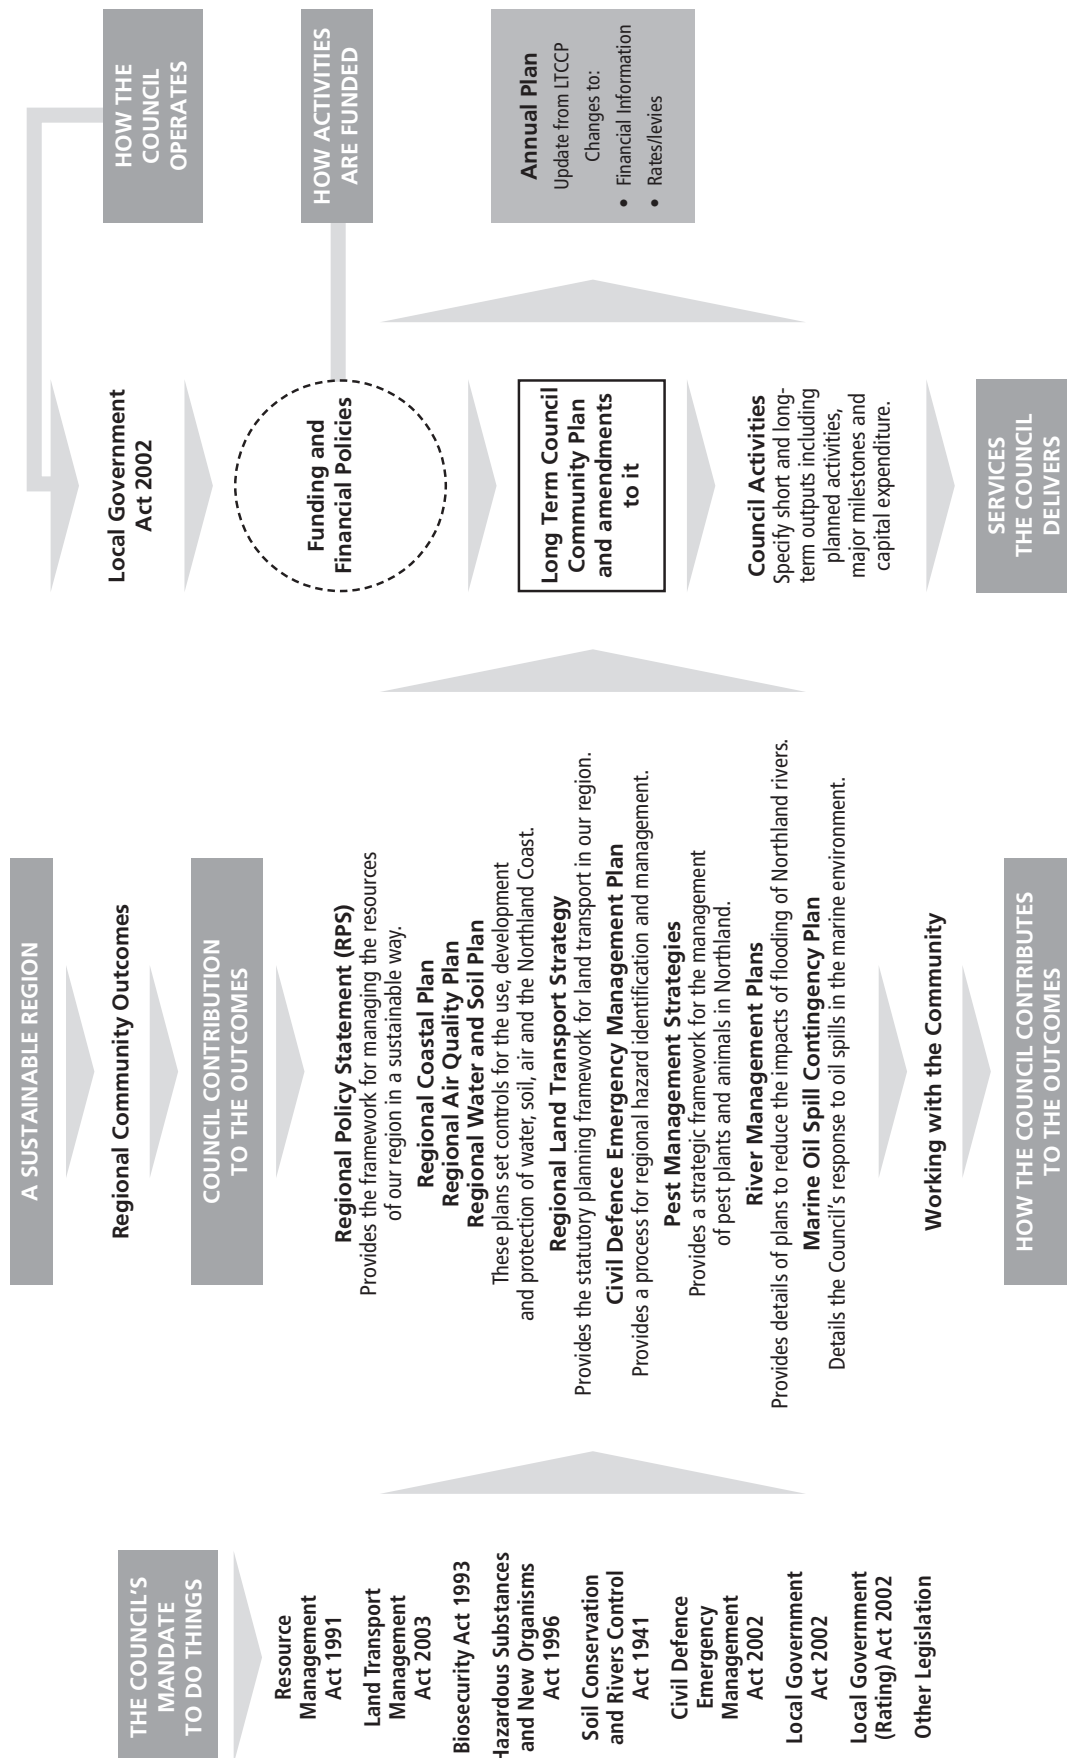 THE COUNCIL'S
MANDATE
TO DO THINGS
Resource
Management
Act 1991
Land Transport
Management
Act 2003
Biosecurity Act 1993
Hazardous Substances
and New Organisms
Act 1996
Soil Conservation
and Rivers Control
Act 1941
Civil Defence
Emergency
Management
Act 2002
Local Government
Act 2002
Local Government
(Rating) Act 2002
Other Legislation
A SUSTAINABLE REGION
Regional Community Outcomes
COUNCIL CONTRIBUTION
TO THE OUTCOMES
Regional Policy Statement (RPS)
Provides the framework for managing the resources
of our region in a sustainable way.
Regional Coastal Plan
Regional Air Quality Plan
Regional Water and Soil Plan
These plans set controls for the use, development
and protection of water, soil, air and the Northland Coast.
Regional Land Transport Strategy
Provides the statutory planning framework for land transport in our region.
Civil Defence Emergency Management Plan
Provides a process for regional hazard identification and management.
Pest Management Strategies
Provides a strategic framework for the management
of pest plants and animals in Northland.
River Management Plans
Provides details of plans to reduce the impacts of flooding of Northland rivers.
Marine Oil Spill Contingency Plan
Details the Council's response to oil spills in the marine environment.
Working with the Community
HOW THE COUNCIL CONTRIBUTES
TO THE OUTCOMES
Local Government
Act 2002
Funding and
Financial Policies
Long Term Council
Community Plan
and amendments
to it
Council Activities
Specify short and long-
term outputs including
planned activities,
major milestones and
capital expenditure.
SERVICES
THE COUNCIL
DELIVERS
HOW THE
COUNCIL
OPERATES
HOW ACTIVITIES
ARE FUNDED
Annual Plan
Update from LTCCP
Changes to:
• Financial Information
• Rates/levies